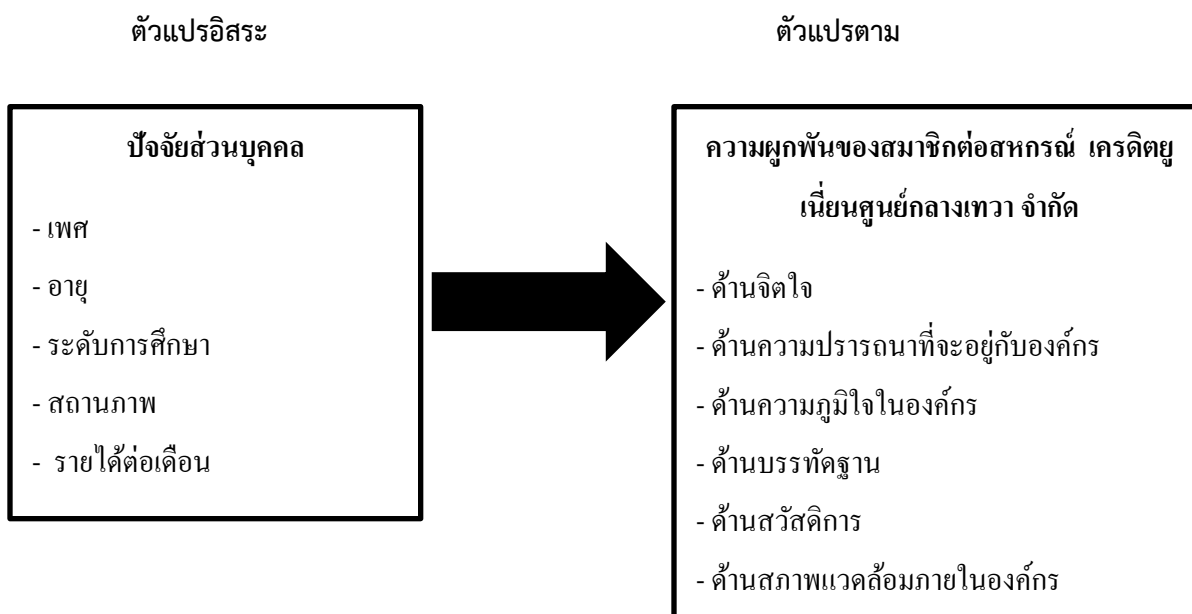 ตัวแปรอิสระ
ตัวแปรตาม
ปัจจัยส่วนบุคคล
- เพศ
- อายุ
- ระดับการศึกษา
- สถานภาพ
- รายได้ต่อเดือน
ความผูกพันของสมาชิกต่อสหกรณ์ เครดิตยู
เนี่ยนศูนย์กลางเทวา จำกัด
- ด้านจิตใจ
- ด้านความปรารถนาที่จะอยู่กับองค์กร
- ด้านความภูมิใจในองค์กร
- ด้านบรรทัดฐาน
- ด้านสวัสดิการ
- ด้านสภาพแวดล้อมภายในองค์กร